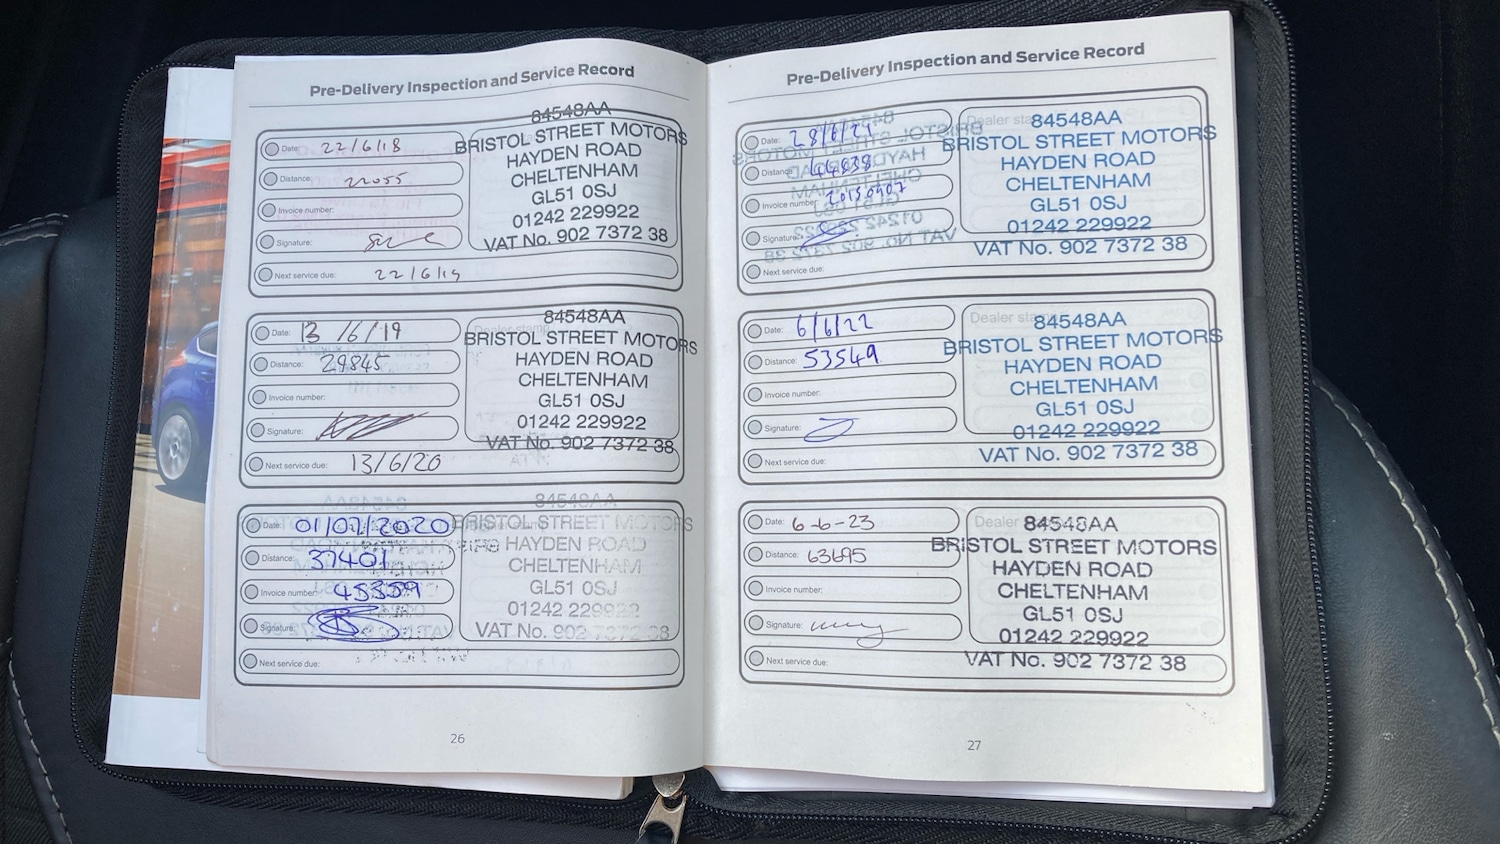 Pre-Delivery Inspection and Service Record
Date: 22/6/18
Distance: 22055
Invoice number:
Signature:
Next service due: 22/6/19
84548AA
BRISTOL STREET MOTORS
HAYDEN ROAD
CHELTENHAM
GL51 0SJ
01242 229922
VAT No. 902 7372 38
Date: 13/6/19
Distance: 29845
Invoice number:
Signature:
Next service due: 13/6/20
Dealer stamp
84548AA
BRISTOL STREET MOTORS
HAYDEN ROAD
CHELTENHAM
GL51 0SJ
01242 229922
VAT No. 902 7372 38
Date: 01/07/2020
Distance: 37401
Invoice number:
Signature:
Next service due:
84548AA
BRISTOL STREET MOTORS
HAYDEN ROAD
CHELTENHAM
GL51 0SJ
01242 229922
VAT No. 902 7372 38
26
Pre-Delivery Inspection and Service Record
Date: 28/6/21
Distance: 44838
Invoice number:
Signature:
Next service due:
Dealer stamp
84548AA
BRISTOL STREET MOTORS
HAYDEN ROAD
CHELTENHAM
GL51 0SJ
01242 229922
VAT No. 902 7372 38
Date: 6/6/22
Distance: 53549
Invoice number:
Signature:
Next service due:
Dealer stamp
84548AA
BRISTOL STREET MOTORS
HAYDEN ROAD
CHELTENHAM
GL51 0SJ
01242 229922
VAT No. 902 7372 38
Date: 6-6-23
Distance: 63695
Invoice number:
Signature:
Next service due:
Dealer
84548AA
BRISTOL STREET MOTORS
HAYDEN ROAD
CHELTENHAM
GL51 0SJ
01242 229922
VAT No. 902 7372 38
27